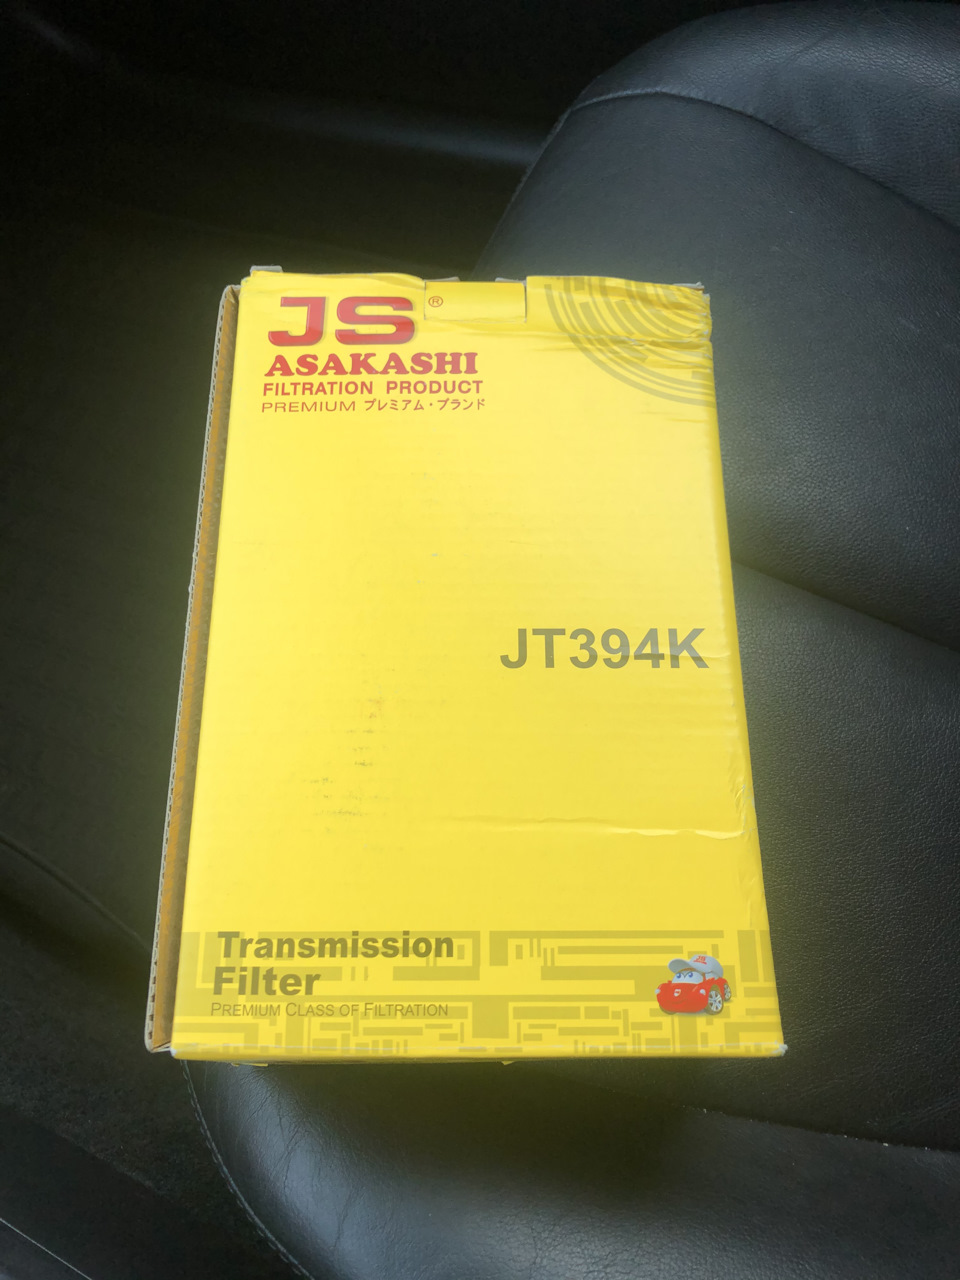 JS ®
ASAKASHI
FILTRATION PRODUCT
PREMIUM プレミアム・ブランド
JT394K
Transmission
Filter
PREMIUM CLASS OF FILTRATION
JS